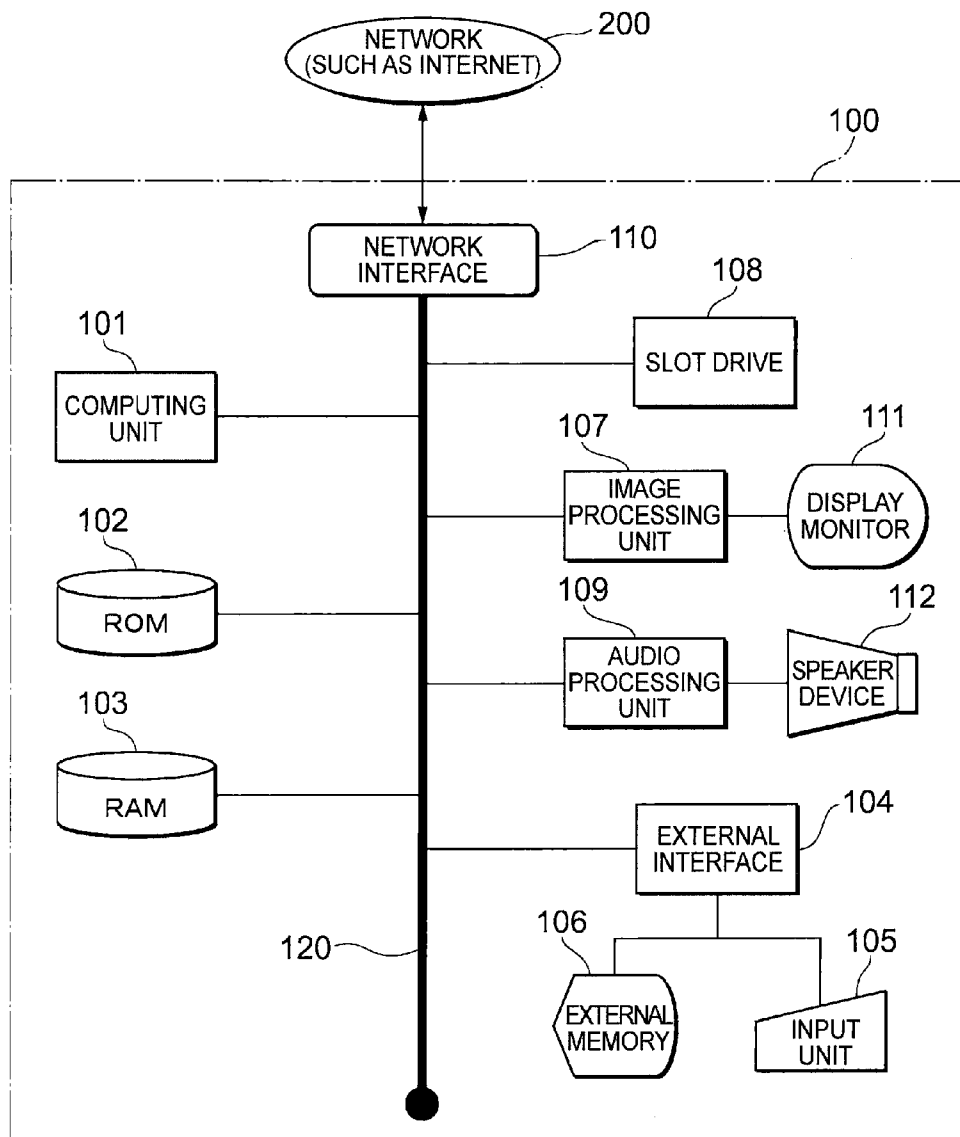 200
NETWORK
(SUCH AS INTERNET)
100
NETWORK
INTERFACE
110
108
SLOT DRIVE
101
COMPUTING
UNIT
107
IMAGE
PROCESSING
UNIT
111
DISPLAY
MONITOR
102
ROM
109
AUDIO
PROCESSING
UNIT
112
SPEAKER
DEVICE
103
RAM
104
EXTERNAL
INTERFACE
120
106
EXTERNAL
MEMORY
105
INPUT
UNIT